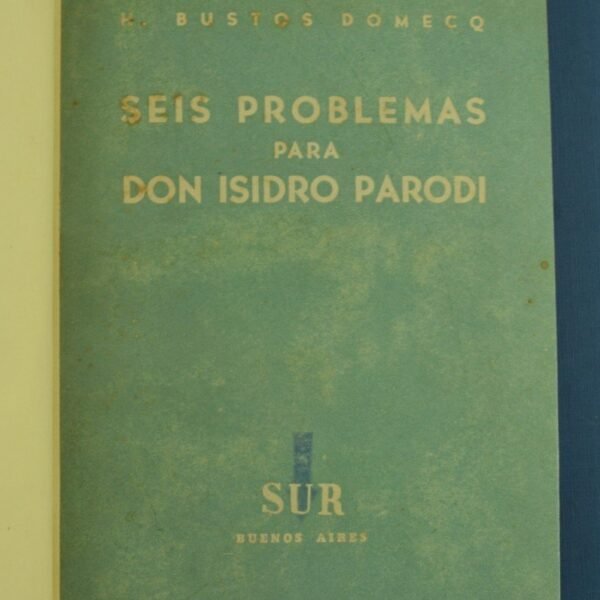 H. BUSTOS DOMECQ
SEIS PROBLEMAS
PARA
DON ISIDRO PARODI
SUR
BUENOS AIRES